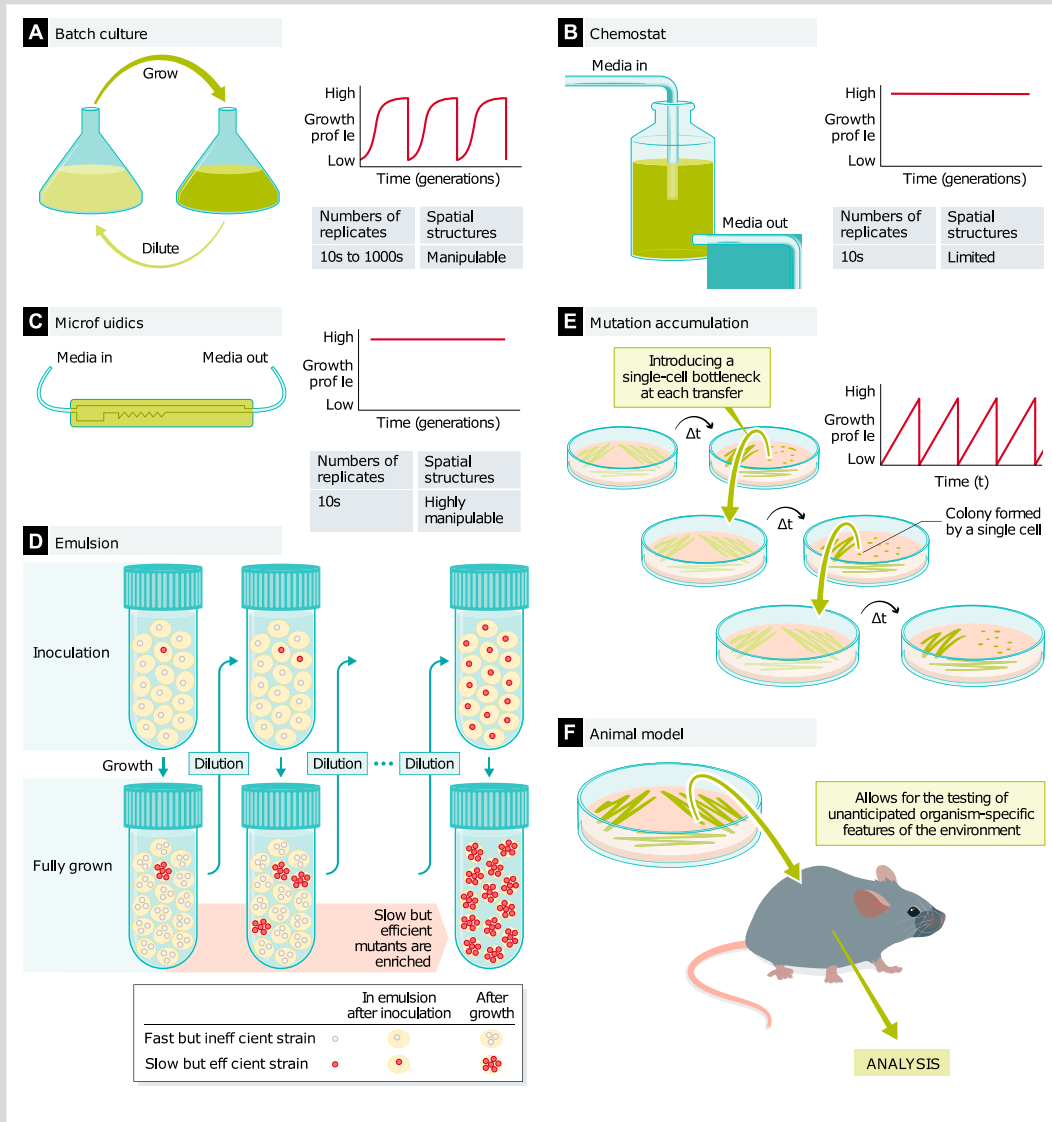 A Batch culture
Grow
Dilute
High
Growth
prof le
Low
Time (generations)
Numbers of
replicates
Spatial
structures
10s to 1000s
Manipulable
B Chemostat
Media in
Media out
High
Growth
prof le
Low
Time (generations)
Numbers of
replicates
Spatial
structures
10s
Limited
C Microf uidics
Media in
Media out
High
Growth
prof le
Low
Time (generations)
Numbers of
replicates
Spatial
structures
10s
Highly
manipulable
D Emulsion
Inoculation
Growth
Dilution
Dilution
Dilution
Fully grown
Slow but
efficient
mutants are
enriched
In emulsion
after inoculation
After
growth
Fast but ineff cient strain
Slow but eff cient strain
E Mutation accumulation
Introducing a
single-cell bottleneck
at each transfer
Δt
High
Growth
prof le
Low
Time (t)
Δt
Colony formed
by a single cell
Δt
F Animal model
Allows for the testing of
unanticipated organism-specific
features of the environment
ANALYSIS